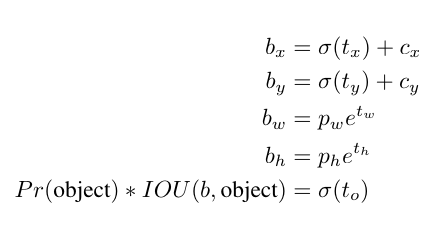 b_x = σ(t_x) + c_x
b_y = σ(t_y) + c_y
b_w = p_w e^{t_w}
b_h = p_h e^{t_h}
Pr(object) * IOU(b, object) = σ(t_o)